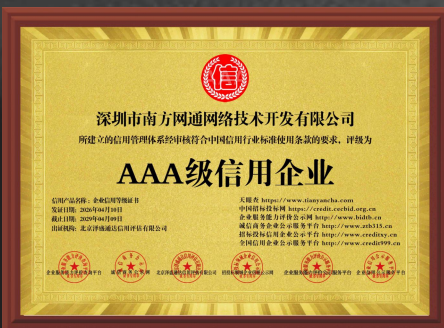 信
深圳市南方网通网络技术开发有限公司
所建立的信用管理体系经审核符合中国信用行业标准使用条款的要求，评级为
AAA级信用企业
信用产品名称：企业信用等级证书
发证日期：2026年04月10日
截止日期：2029年04月09日
出证机构：北京泽盛通达信用评估有限公司
天眼查 https://www.tianyancha.com
中国招标投标网 https://credit.cecbid.org.cn
企业服务能力评价公示网 http://www.bidtb.cn
诚信商务企业公示服务平台 http://www.ztb315.cn
招标投标信用企业公示平台 http://www.creditxy.cn
全国信用企业公示服务平台 http://www.credit999.cn